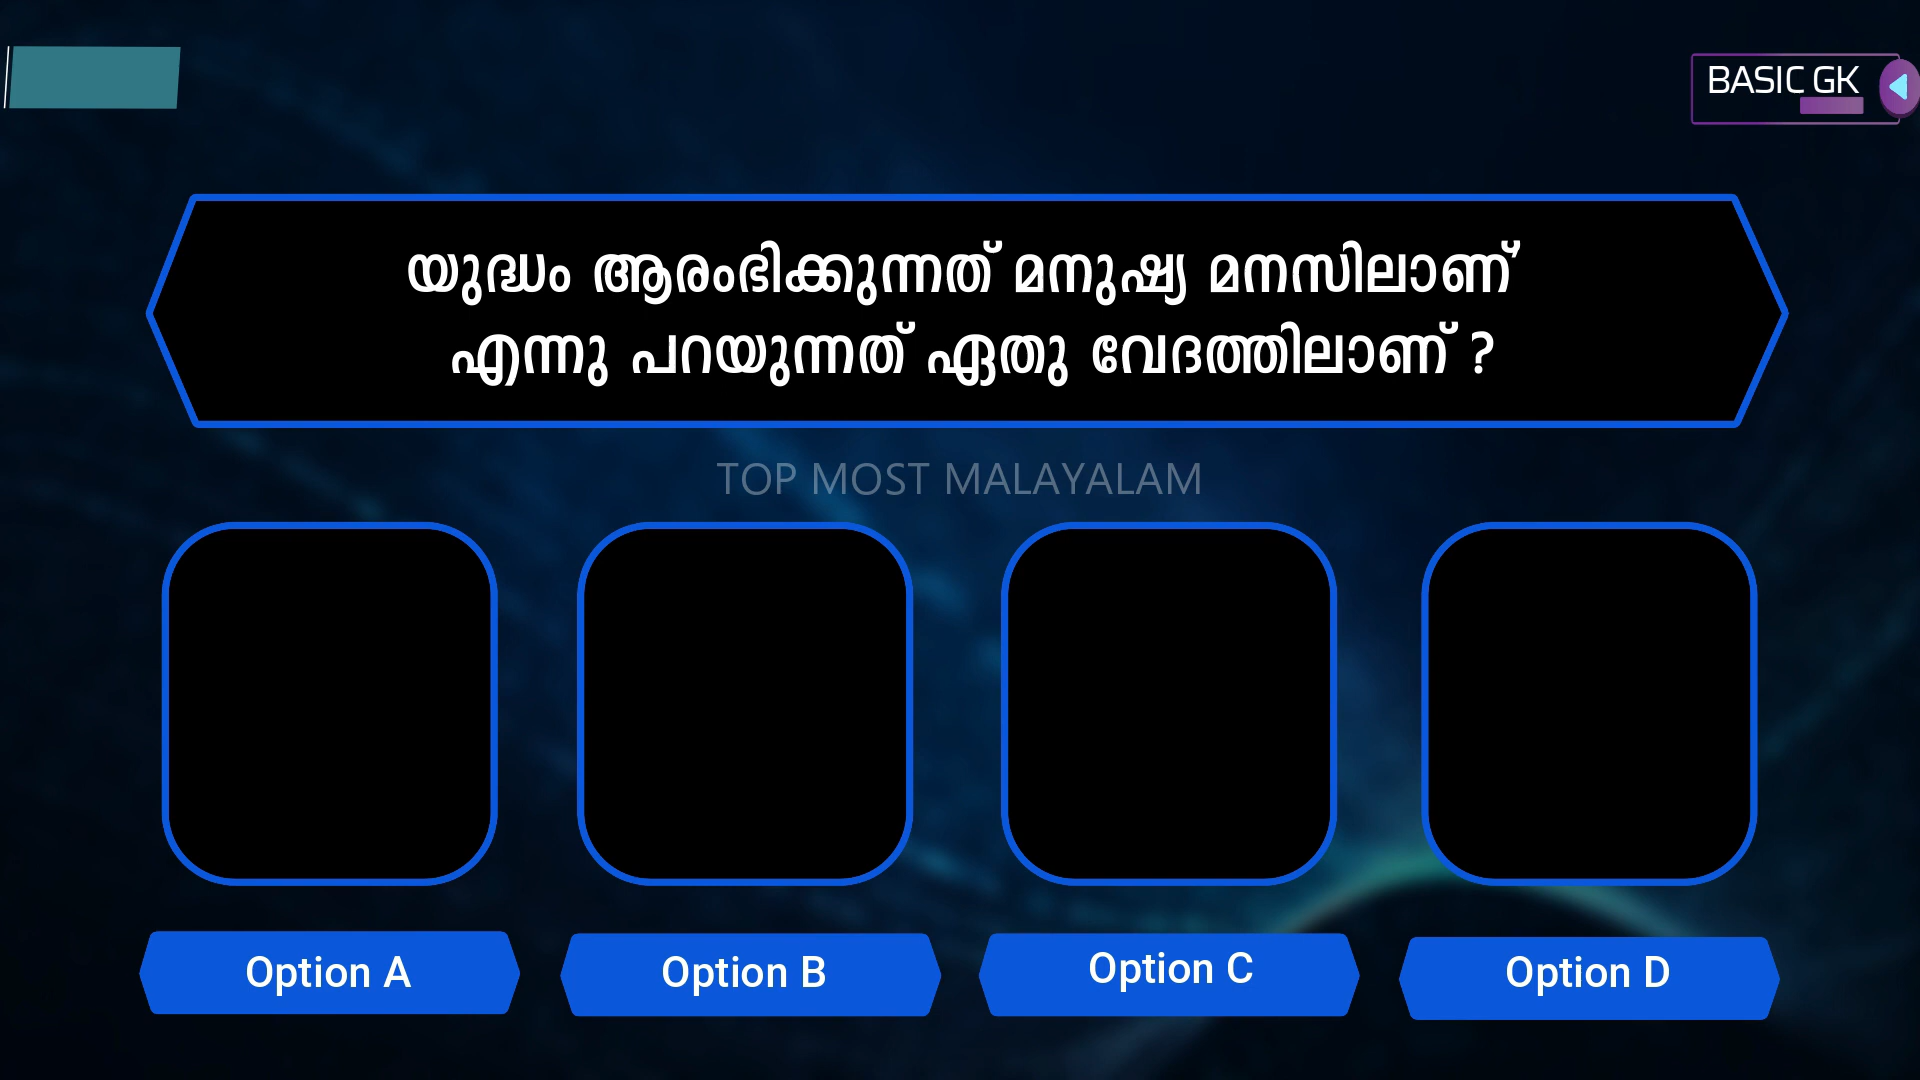 BASIC GK
യുദ്ധം ആരംഭിക്കുന്നത് മനുഷ്യ മനസിലാണ്'
എന്നു പറയുന്നത് ഏതു വേദത്തിലാണ് ?
TOP MOST MALAYALAM
Option A
Option B
Option C
Option D